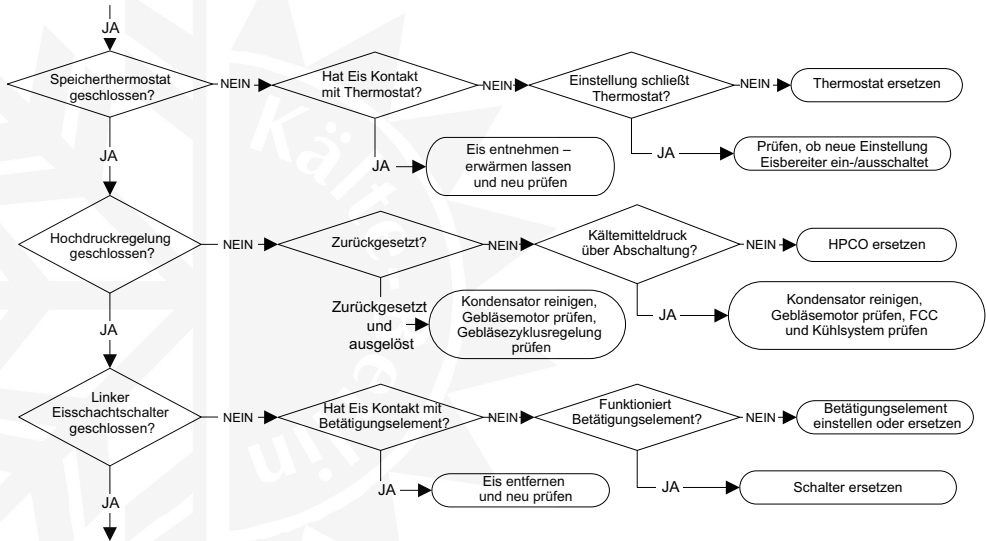 JA
Speicherthermostat
geschlossen?
NEIN
Hat Eis Kontakt
mit Thermostat?
NEIN
Einstellung schließt
Thermostat?
NEIN
Thermostat ersetzen
JA
JA
Eis entnehmen –
erwärmen lassen
und neu prüfen
JA
Prüfen, ob neue Einstellung
Eisbereiter ein-/ausschaltet
Hochdruckregelung
geschlossen?
NEIN
Zurückgesetzt?
NEIN
Kältemitteldruck
über Abschaltung?
NEIN
HPCO ersetzen
JA
Zurückgesetzt
und
ausgelöst
Kondensator reinigen,
Gebläsemotor prüfen,
Gebläsezyklusregelung
prüfen
JA
Kondensator reinigen,
Gebläsemotor prüfen, FCC
und Kühlsystem prüfen
Linker
Eisschachtschalter
geschlossen?
NEIN
Hat Eis Kontakt mit
Betätigungselement?
NEIN
Funktioniert
Betätigungselement?
NEIN
Betätigungselement
einstellen oder ersetzen
JA
JA
Eis entfernen
und neu prüfen
JA
Schalter ersetzen
Kälte-